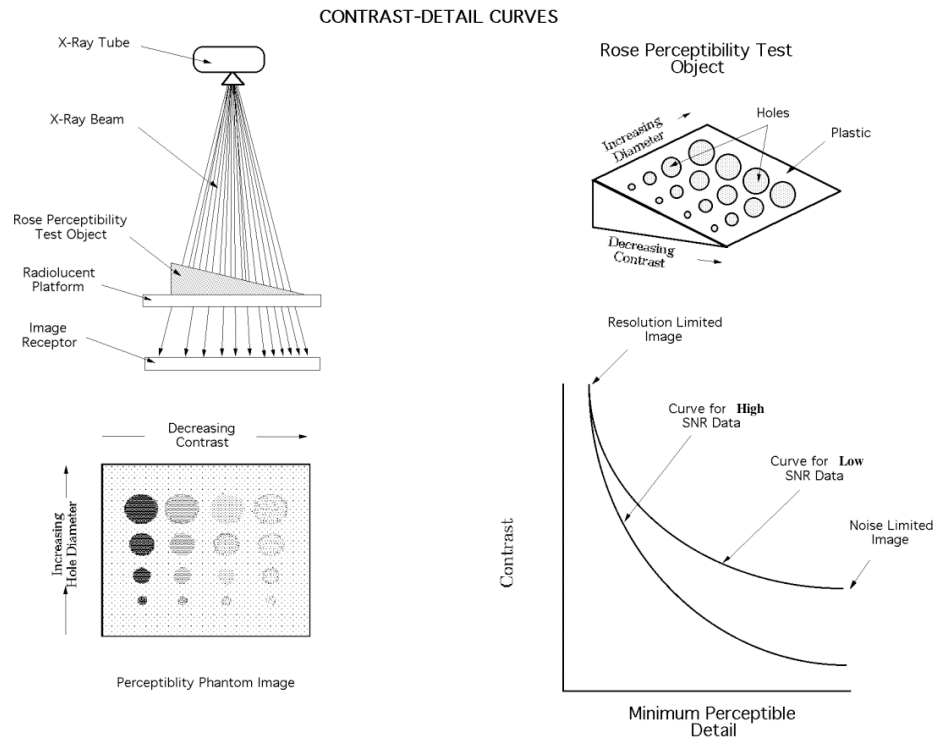 CONTRAST-DETAIL CURVES
X-Ray Tube
X-Ray Beam
Rose Perceptibility
Test Object
Radiolucent
Platform
Image
Receptor
Rose Perceptibility Test
Object
Increasing
Diameter
Holes
Plastic
Decreasing
Contrast
Decreasing
Contrast
Increasing
Hole Diameter
Perceptiblity Phantom Image
Resolution Limited
Image
Curve for High
SNR Data
Curve for Low
SNR Data
Noise Limited
Image
Contrast
Minimum Perceptible
Detail